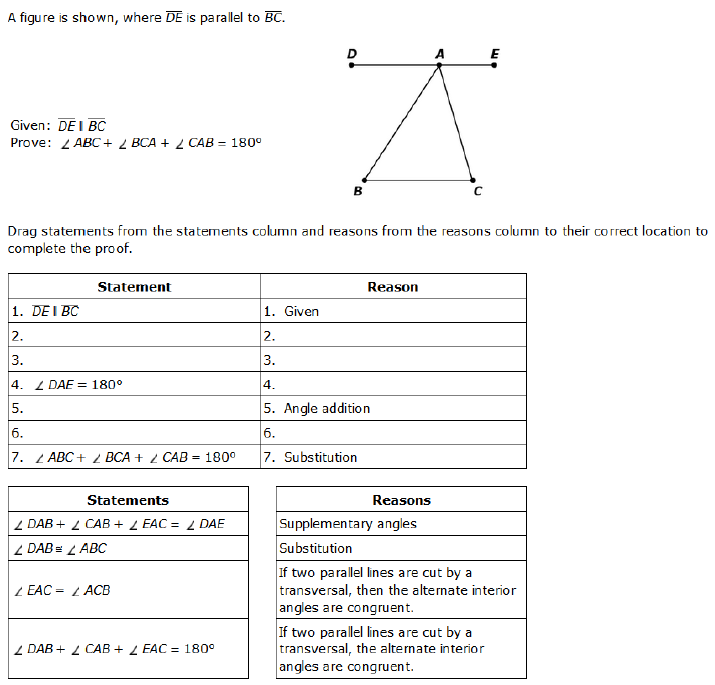 A figure is shown, where DE is parallel to BC.
D A E
Given: DE ∥ BC
Prove: ∠ ABC + ∠ BCA + ∠ CAB = 180º
B C
Drag statements from the statements column and reasons from the reasons column to their correct location to
complete the proof.
Statement Reason
1. DE ∥ BC 1. Given
2. 2.
3. 3.
4. ∠ DAE = 180º 4.
5. 5. Angle addition
6. 6.
7. ∠ ABC + ∠ BCA + ∠ CAB = 180º 7. Substitution
Statements Reasons
∠ DAB + ∠ CAB + ∠ EAC = ∠ DAE Supplementary angles
∠ DAB ≅ ∠ ABC Substitution
If two parallel lines are cut by a
∠ EAC = ∠ ACB transversal, then the alternate interior
angles are congruent.
If two parallel lines are cut by a
∠ DAB + ∠ CAB + ∠ EAC = 180º transversal, the alternate interior
angles are congruent.